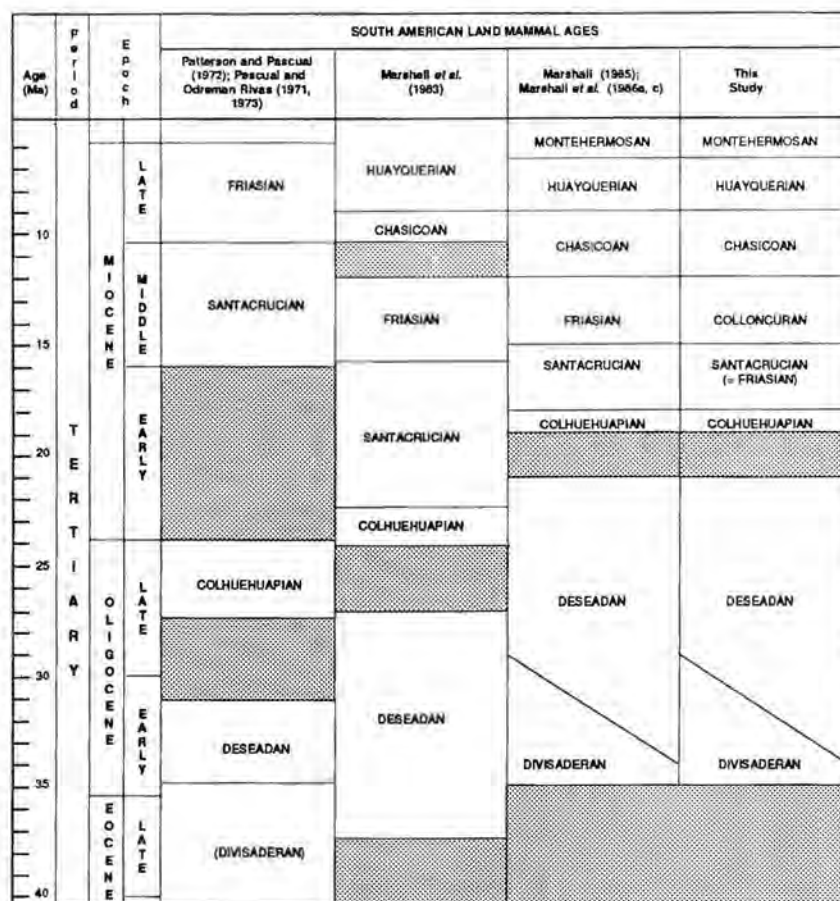 SOUTH AMERICAN LAND MAMMAL AGES
Age
(Ma)
Period
Epoch
Patterson and Pascual
(1972); Pascual and
Odreman Rivas (1971,
1973)
Marshall et al.
(1983)
Marshall (1985);
Marshall et al. (1986a, c)
This
Study
10
15
20
25
30
35
40
TERTIARY
MIOCENE
OLIGOCENE
EOCENE
LATE
MIDDLE
EARLY
LATE
EARLY
LATE
FRIASIAN
SANTACRUCIAN
COLHUEHUAPIAN
DESEADAN
(DIVISADERAN)
HUAYQUERIAN
CHASICOAN
FRIASIAN
SANTACRUCIAN
COLHUEHUAPIAN
DESEADAN
MONTEHERMOSAN
HUAYQUERIAN
CHASICOAN
FRIASIAN
SANTACRUCIAN
COLHUEHUAPIAN
DESEADAN
DIVISADERAN
MONTEHERMOSAN
HUAYQUERIAN
CHASICOAN
COLLONCURAN
SANTACRUCIAN
(= FRIASIAN)
COLHUEHUAPIAN
DESEADAN
DIVISADERAN